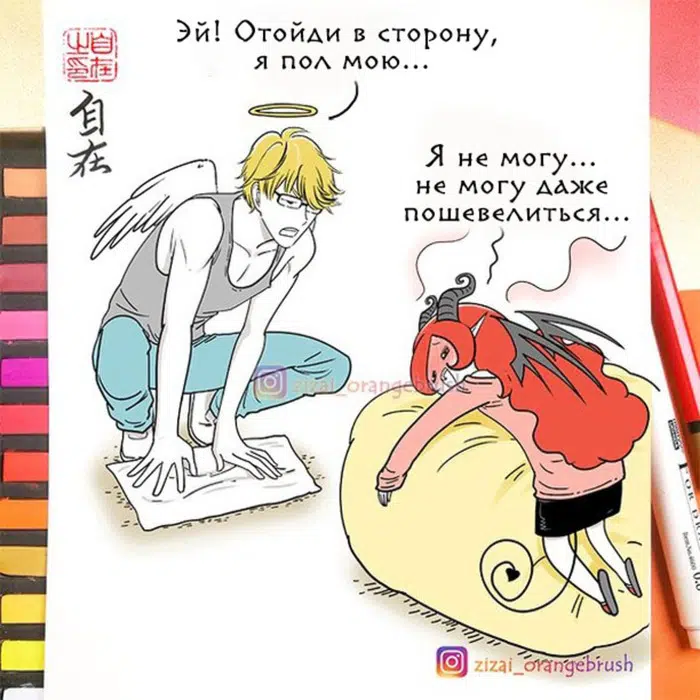 Эй! Отойди в сторону,
я пол мою...
自在
Я не могу...
не могу даже
пошевелиться...
zizai_orangebrush
zizai_orangebrush